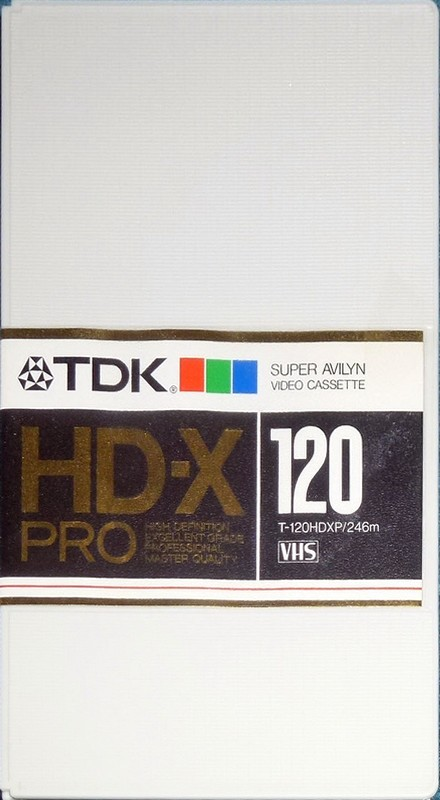 TDK®
SUPER AVILYN
VIDEO CASSETTE
HD-X
PRO
HIGH DEFINITION
EXCELLENT GRADE
PROFESSIONAL
MASTER QUALITY
120
T-120HDXP/246m
VHS